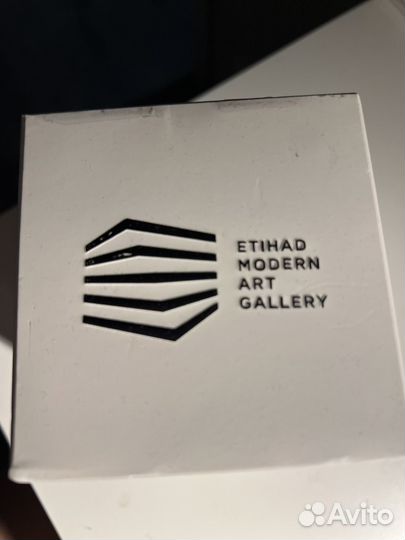 ETIHAD
MODERN
ART
GALLERY
Avito